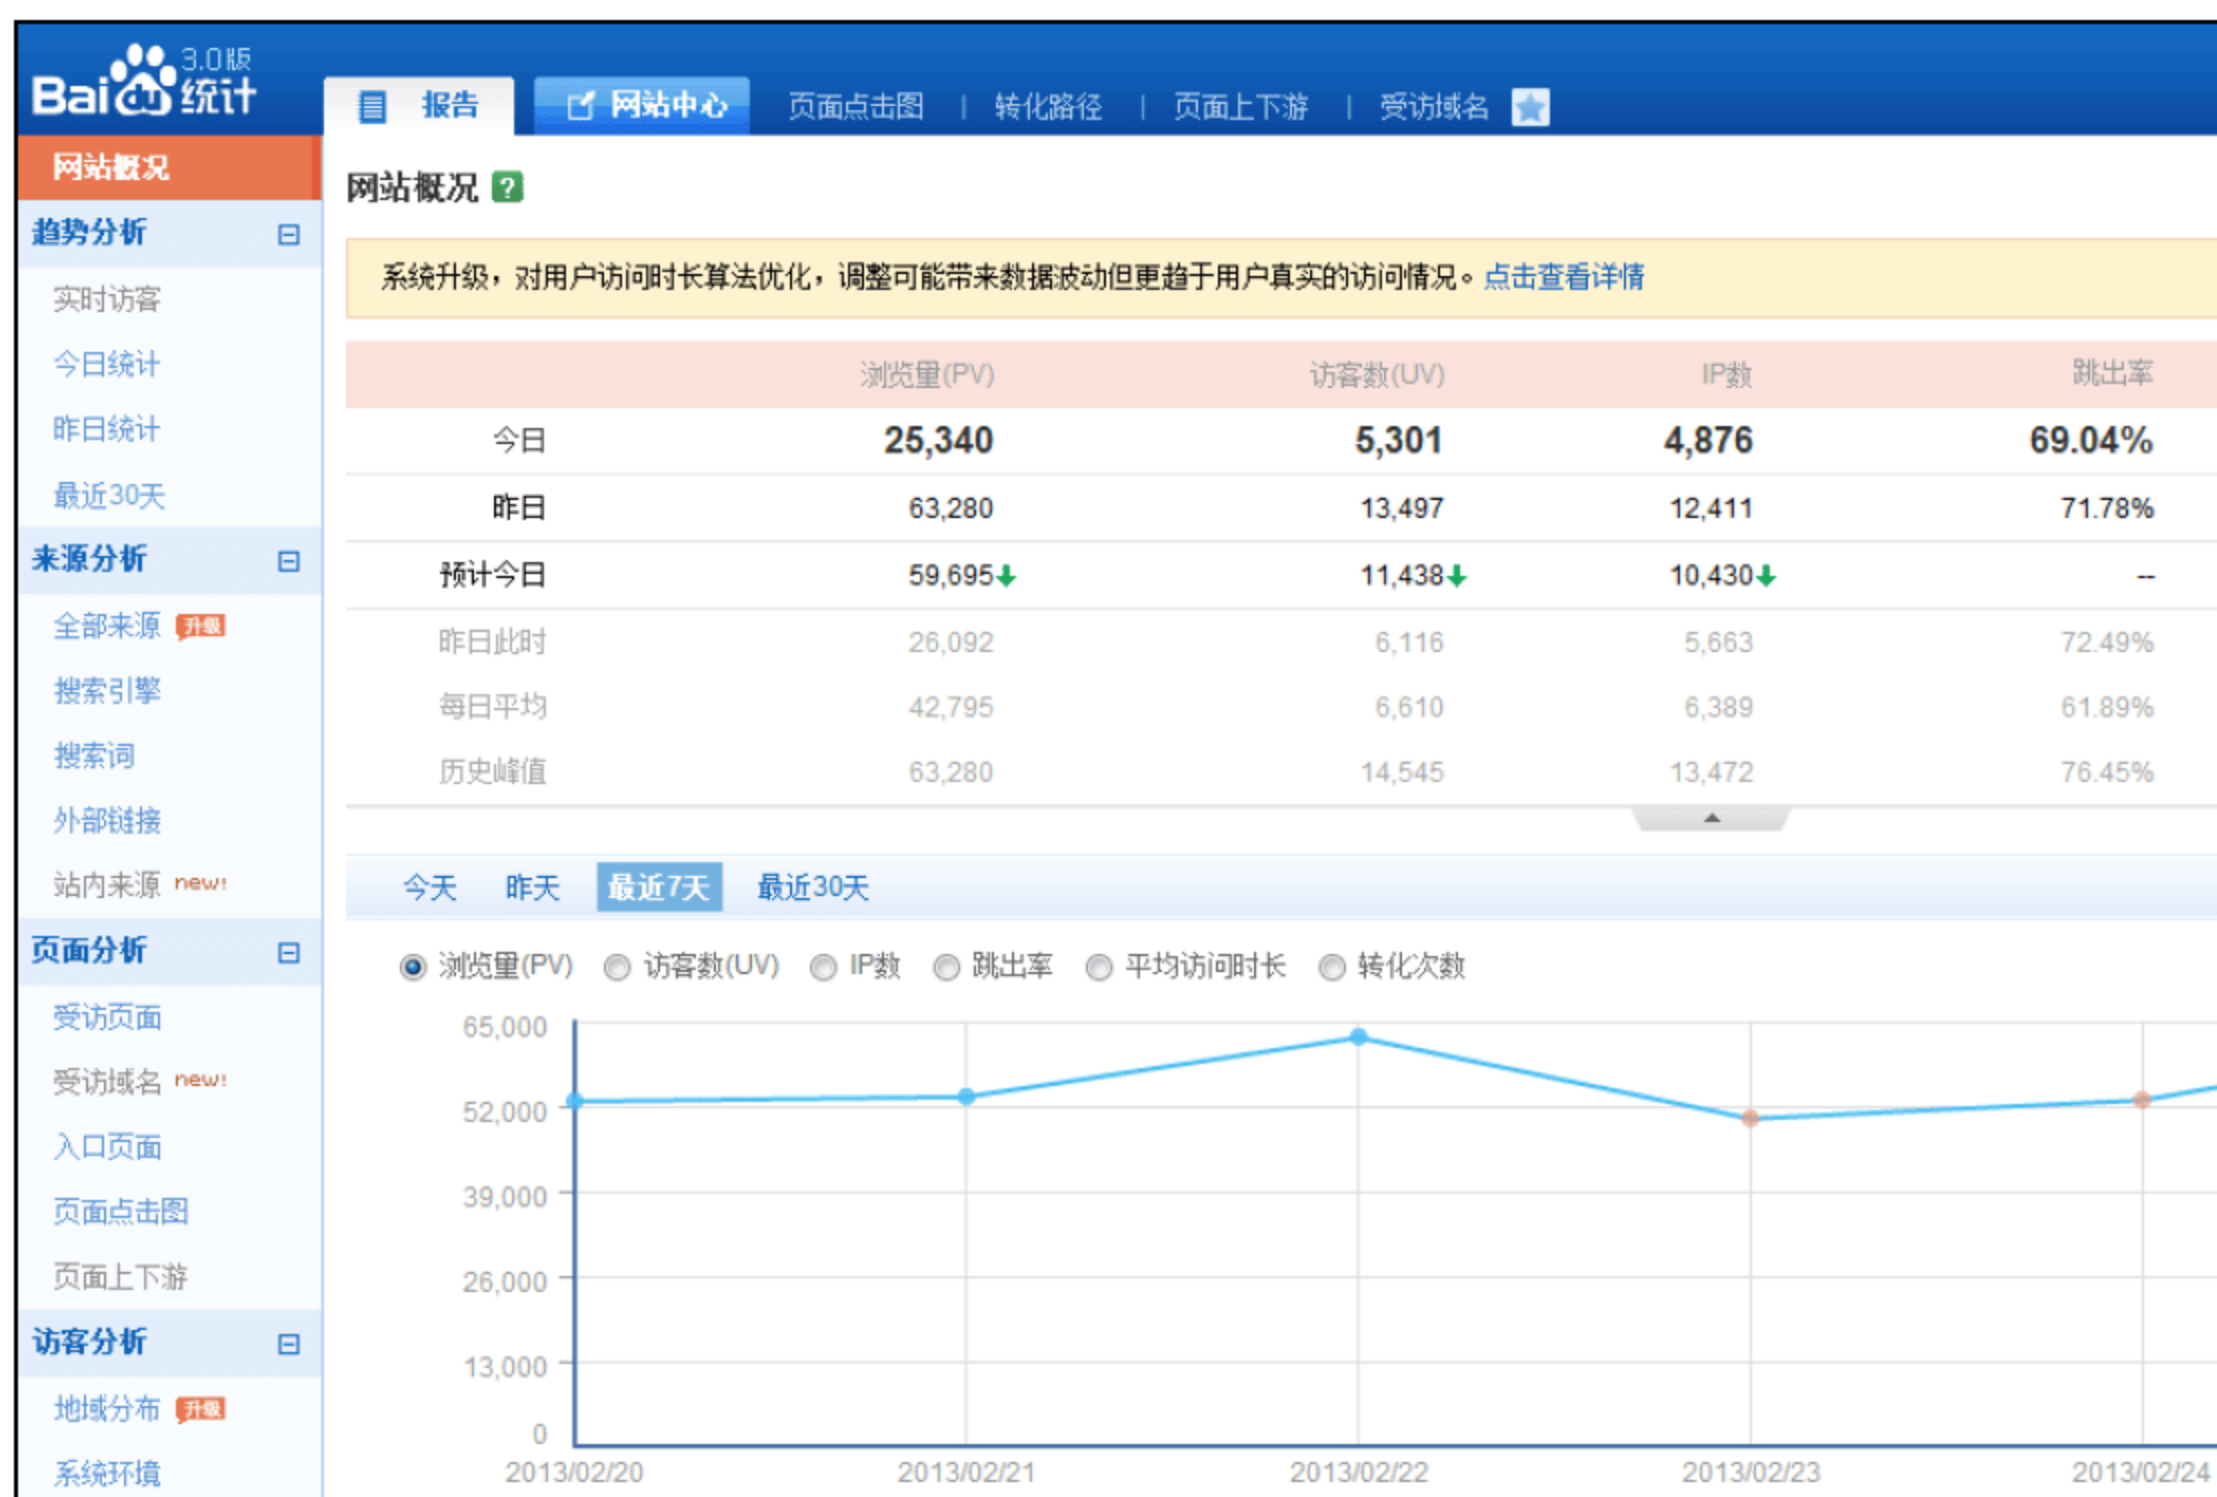 Bai du 统计 3.0版
报告 网站中心 页面点击图 | 转化路径 | 页面上下游 | 受访域名
网站概况
趋势分析
实时访客
今日统计
昨日统计
最近30天
来源分析
全部来源 升级
搜索引擎
搜索词
外部链接
站内来源 new!
页面分析
受访页面
受访域名 new!
入口页面
页面点击图
页面上下游
访客分析
地域分布 升级
系统环境
网站概况 ?
系统升级，对用户访问时长算法优化，调整可能带来数据波动但更趋于用户真实的访问情况。点击查看详情
浏览量(PV) 访客数(UV) IP数 跳出率
今日 25,340 5,301 4,876 69.04%
昨日 63,280 13,497 12,411 71.78%
预计今日 59,695 11,438 10,430 --
昨日此时 26,092 6,116 5,663 72.49%
每日平均 42,795 6,610 6,389 61.89%
历史峰值 63,280 14,545 13,472 76.45%
今天 昨天 最近7天 最近30天
浏览量(PV) 访客数(UV) IP数 跳出率 平均访问时长 转化次数
65,000
52,000
39,000
26,000
13,000
0
2013/02/20 2013/02/21 2013/02/22 2013/02/23 2013/02/24